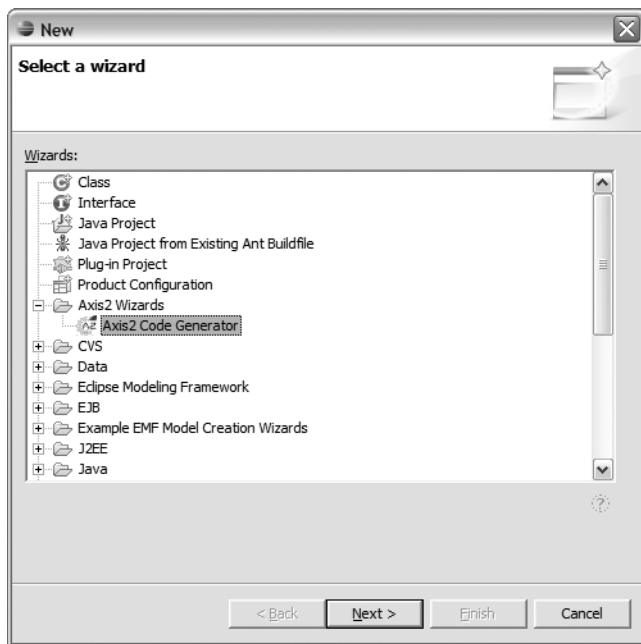 New
Select a wizard
Wizards:
Class
Interface
Java Project
Java Project from Existing Ant Buildfile
Plug-in Project
Product Configuration
Axis2 Wizards
Axis2 Code Generator
CVS
Data
Eclipse Modeling Framework
EJB
Example EMF Model Creation Wizards
J2EE
Java
< Back Next > Finish Cancel